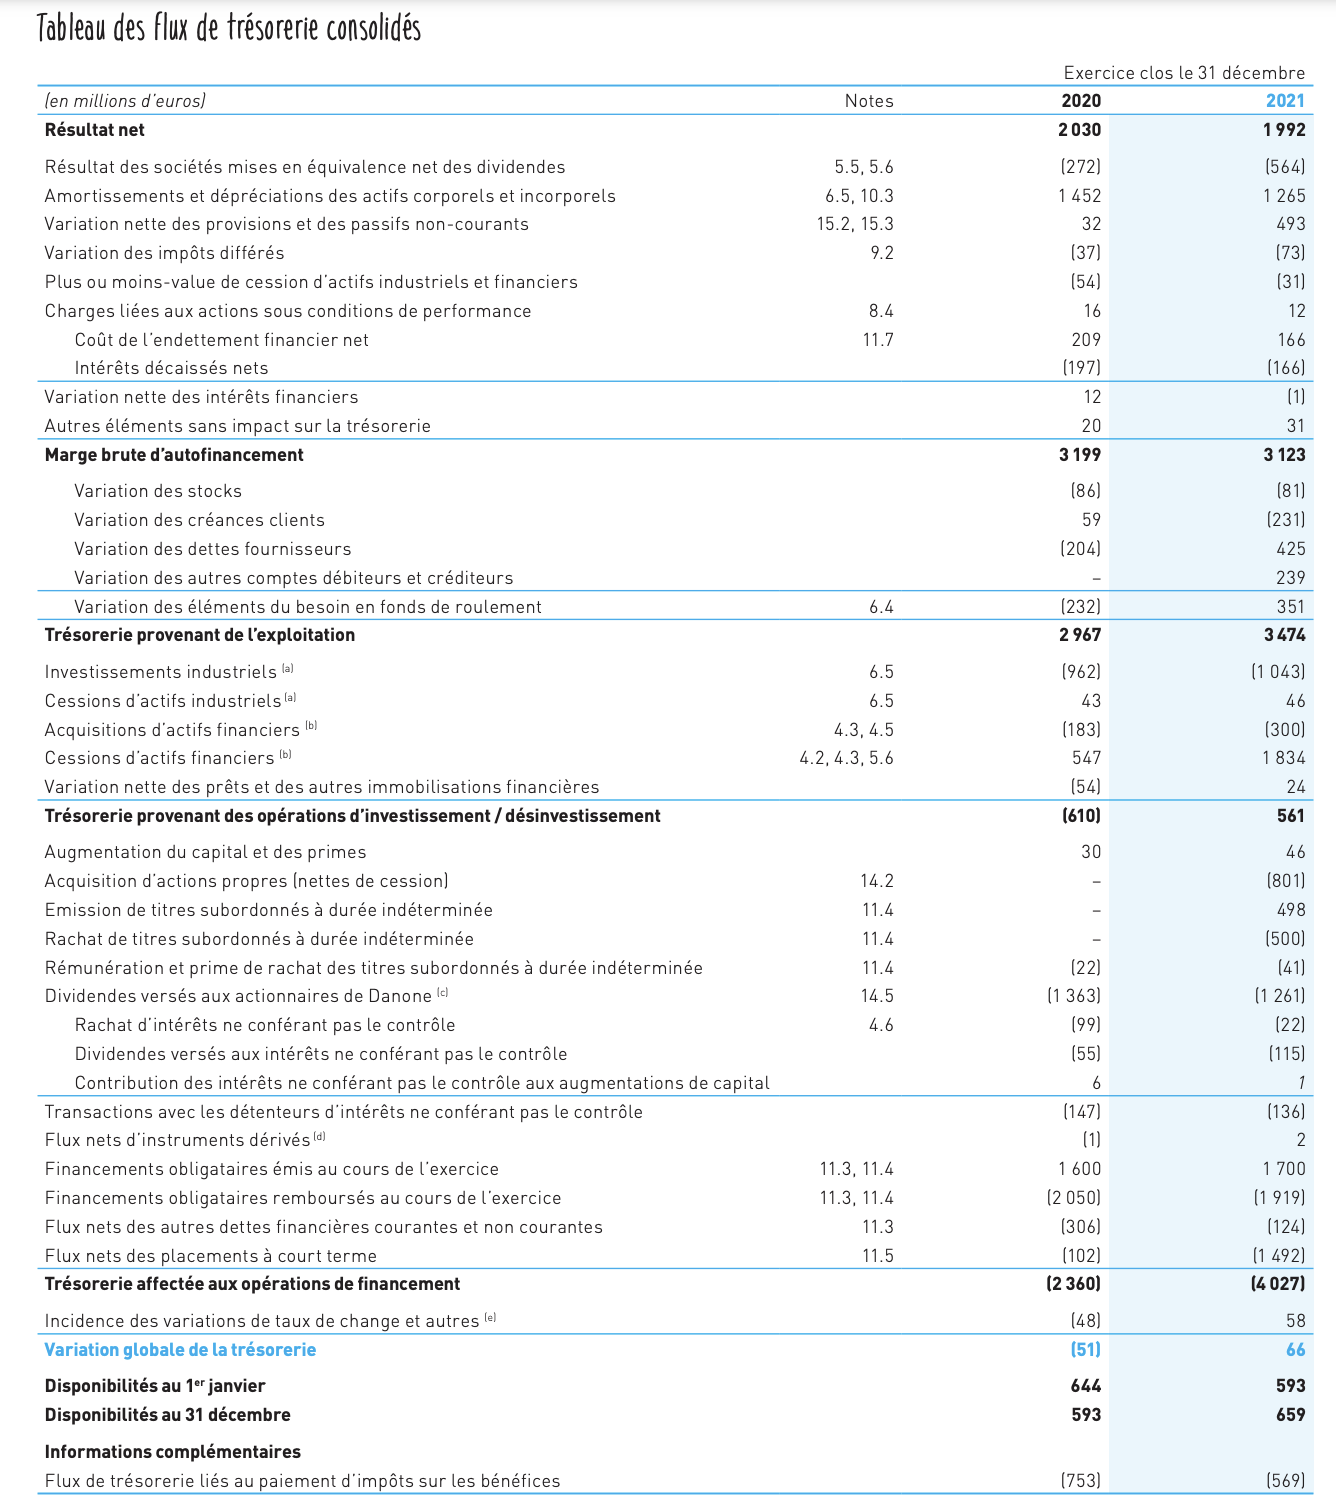 Tableau des flux de trésorerie consolidés
Exercice clos le 31 décembre
(en millions d'euros) Notes 2020 2021
Résultat net 2 030 1 992
Résultat des sociétés mises en équivalence net des dividendes 5.5, 5.6 (272) (564)
Amortissements et dépréciations des actifs corporels et incorporels 6.5, 10.3 1 452 1 265
Variation nette des provisions et des passifs non-courants 15.2, 15.3 32 493
Variation des impôts différés 9.2 (37) (73)
Plus ou moins-value de cession d'actifs industriels et financiers (54) (31)
Charges liées aux actions sous conditions de performance 8.4 16 12
Coût de l'endettement financier net 11.7 209 166
Intérêts décaissés nets (197) (166)
Variation nette des intérêts financiers 12 (1)
Autres éléments sans impact sur la trésorerie 20 31
Marge brute d'autofinancement 3 199 3 123
Variation des stocks (86) (81)
Variation des créances clients 59 (231)
Variation des dettes fournisseurs (204) 425
Variation des autres comptes débiteurs et créditeurs – 239
Variation des éléments du besoin en fonds de roulement 6.4 (232) 351
Trésorerie provenant de l'exploitation 2 967 3 474
Investissements industriels (a) 6.5 (962) (1 043)
Cessions d'actifs industriels (a) 6.5 43 46
Acquisitions d'actifs financiers (b) 4.3, 4.5 (183) (300)
Cessions d'actifs financiers (b) 4.2, 4.3, 5.6 547 1 834
Variation nette des prêts et des autres immobilisations financières (54) 24
Trésorerie provenant des opérations d'investissement / désinvestissement (610) 561
Augmentation du capital et des primes 30 46
Acquisition d'actions propres (nettes de cession) 14.2 – (801)
Emission de titres subordonnés à durée indéterminée 11.4 – 498
Rachat de titres subordonnés à durée indéterminée 11.4 – (500)
Rémunération et prime de rachat des titres subordonnés à durée indéterminée 11.4 (22) (41)
Dividendes versés aux actionnaires de Danone (c) 14.5 (1 363) (1 261)
Rachat d'intérêts ne conférant pas le contrôle 4.6 (99) (22)
Dividendes versés aux intérêts ne conférant pas le contrôle (55) (115)
Contribution des intérêts ne conférant pas le contrôle aux augmentations de capital 6 1
Transactions avec les détenteurs d'intérêts ne conférant pas le contrôle (147) (136)
Flux nets d'instruments dérivés (d) (1) 2
Financements obligataires émis au cours de l'exercice 11.3, 11.4 1 600 1 700
Financements obligataires remboursés au cours de l'exercice 11.3, 11.4 (2 050) (1 919)
Flux nets des autres dettes financières courantes et non courantes 11.3 (306) (124)
Flux nets des placements à court terme 11.5 (102) (1 492)
Trésorerie affectée aux opérations de financement (2 360) (4 027)
Incidence des variations de taux de change et autres (e) (48) 58
Variation globale de la trésorerie (51) 66
Disponibilités au 1er janvier 644 593
Disponibilités au 31 décembre 593 659
Informations complémentaires
Flux de trésorerie liés au paiement d'impôts sur les bénéfices (753) (569)